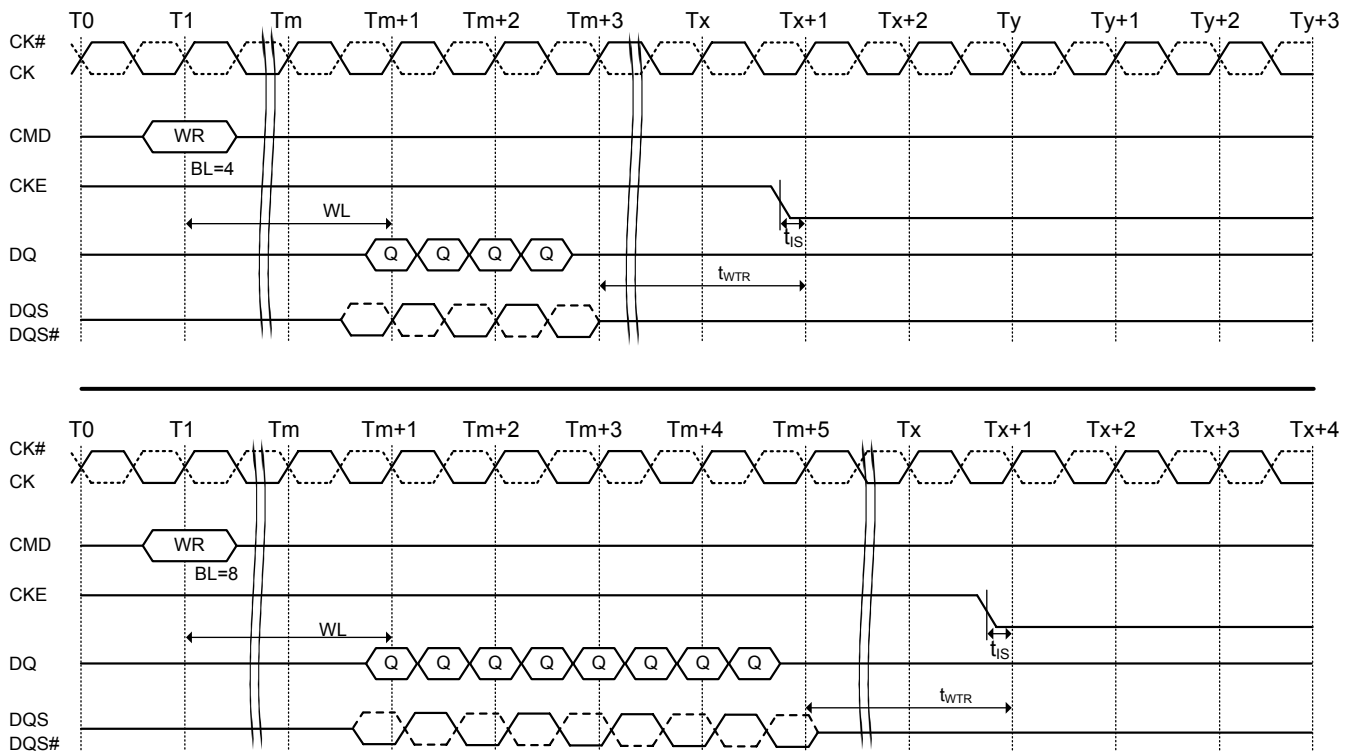 T0 T1 Tm Tm+1 Tm+2 Tm+3 Tx Tx+1 Tx+2 Ty Ty+1 Ty+2 Ty+3
CK#
CK
CMD WR
BL=4
CKE
WL
tIS
DQ Q Q Q Q
tWTR
DQS
DQS#
T0 T1 Tm Tm+1 Tm+2 Tm+3 Tm+4 Tm+5 Tx Tx+1 Tx+2 Tx+3 Tx+4
CK#
CK
CMD WR
BL=8
CKE
WL
tIS
DQ Q Q Q Q Q Q Q Q
tWTR
DQS
DQS#